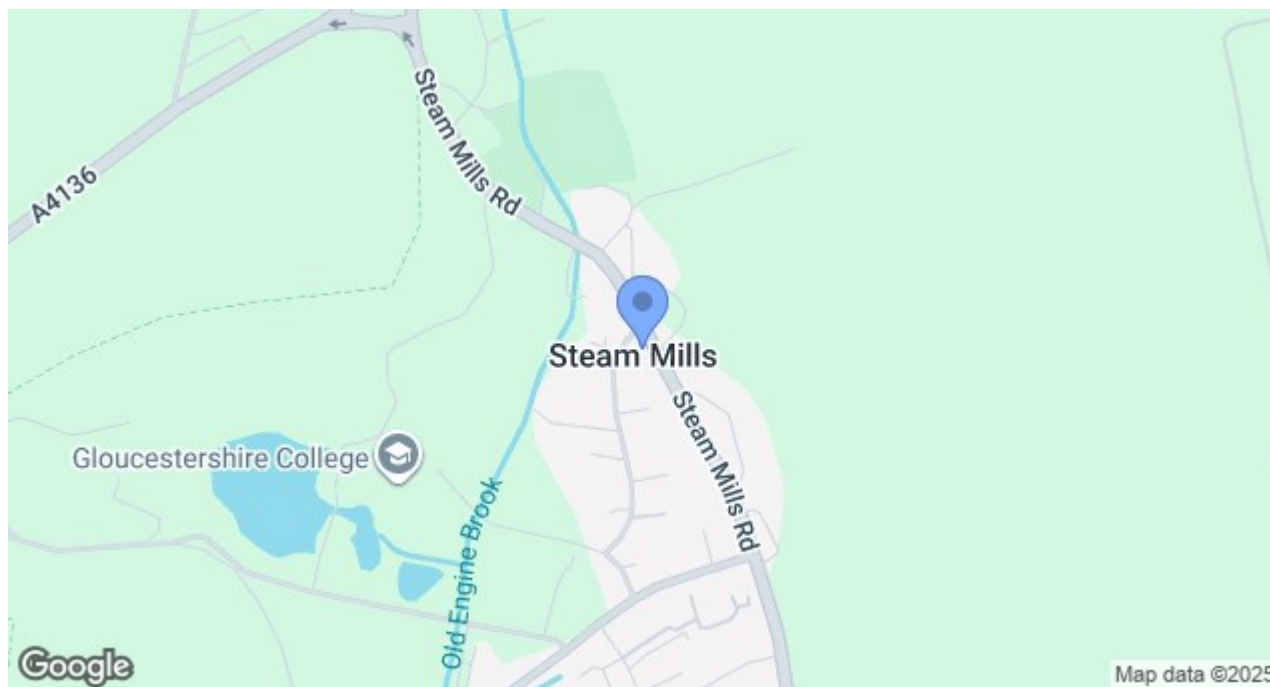 A4136
Steam Mills Rd
Steam Mills
Steam Mills Rd
Gloucestershire College
Old Engine Brook
Google
Map data ©2025